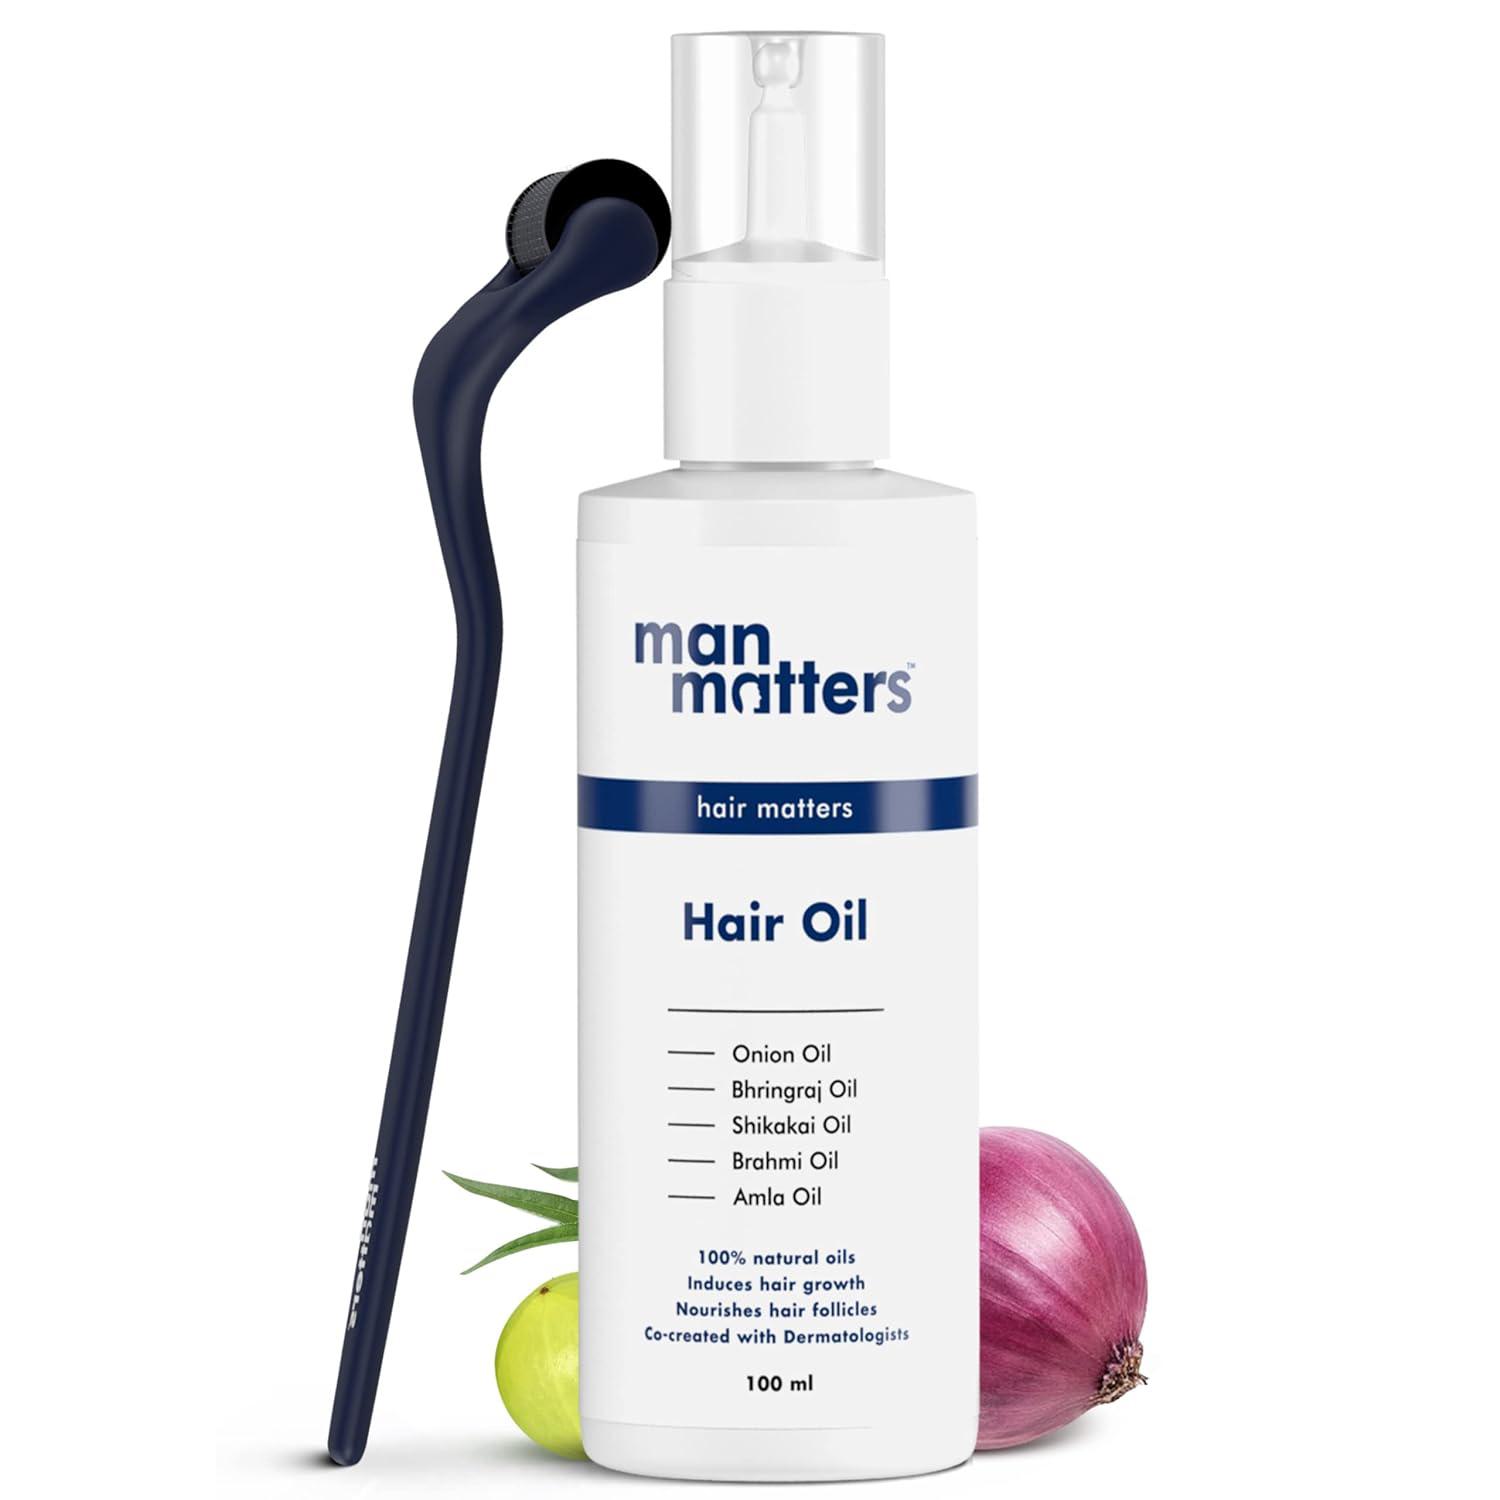 man
matters™
hair matters
Hair Oil
Onion Oil
Bhringraj Oil
Shikakai Oil
Brahmi Oil
Amla Oil
100% natural oils
Induces hair growth
Nourishes hair follicles
Co-created with Dermatologists
100 ml